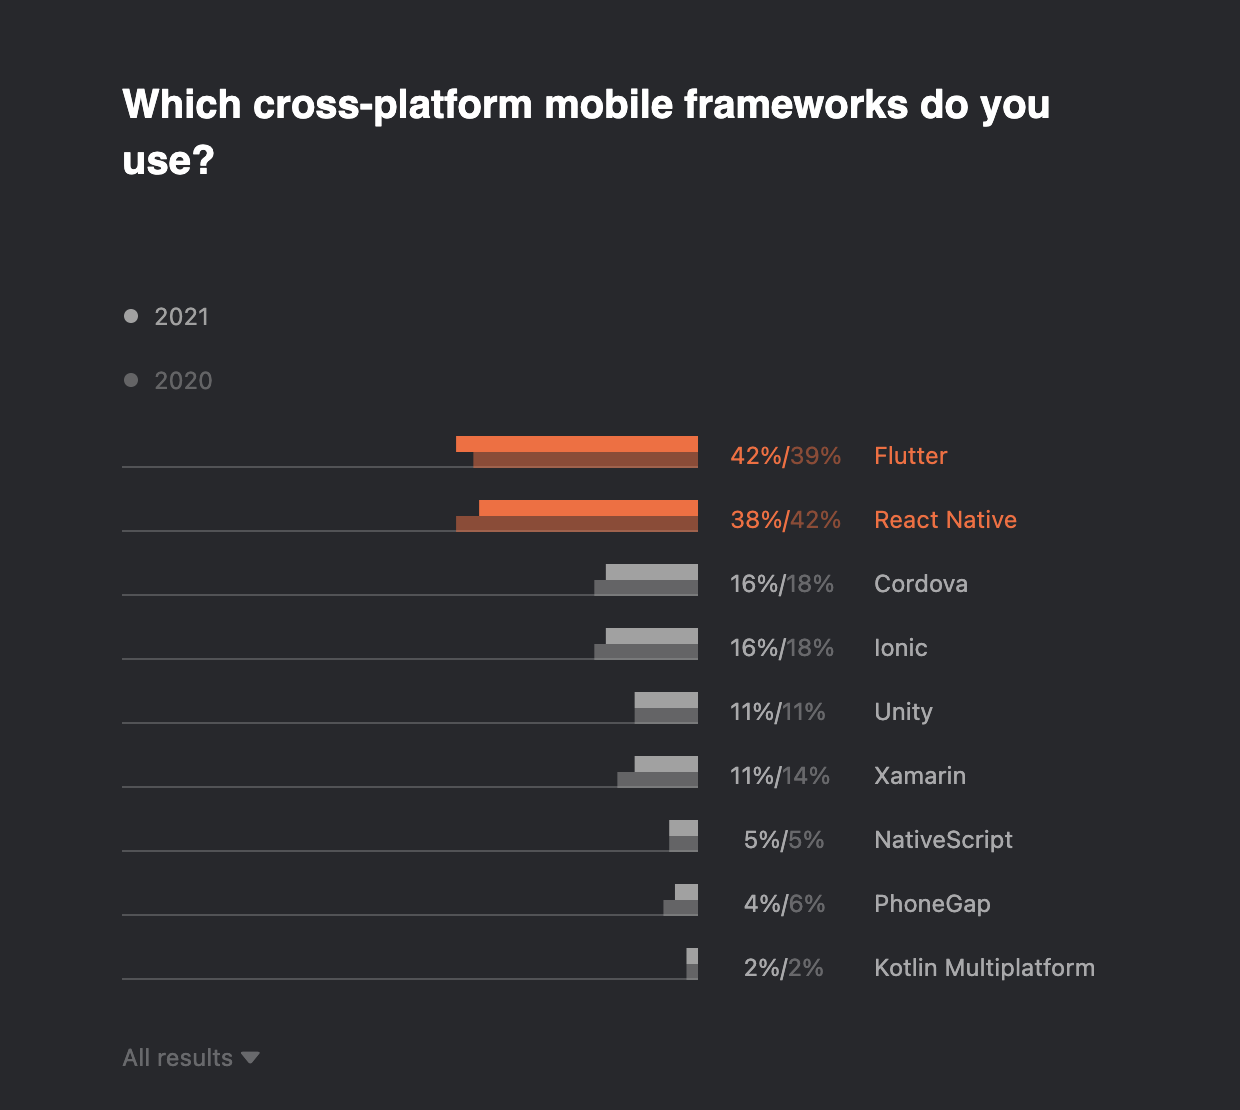 Which cross-platform mobile frameworks do you
use?
2021
2020
42%/39% Flutter
38%/42% React Native
16%/18% Cordova
16%/18% Ionic
11%/11% Unity
11%/14% Xamarin
5%/5% NativeScript
4%/6% PhoneGap
2%/2% Kotlin Multiplatform
All results